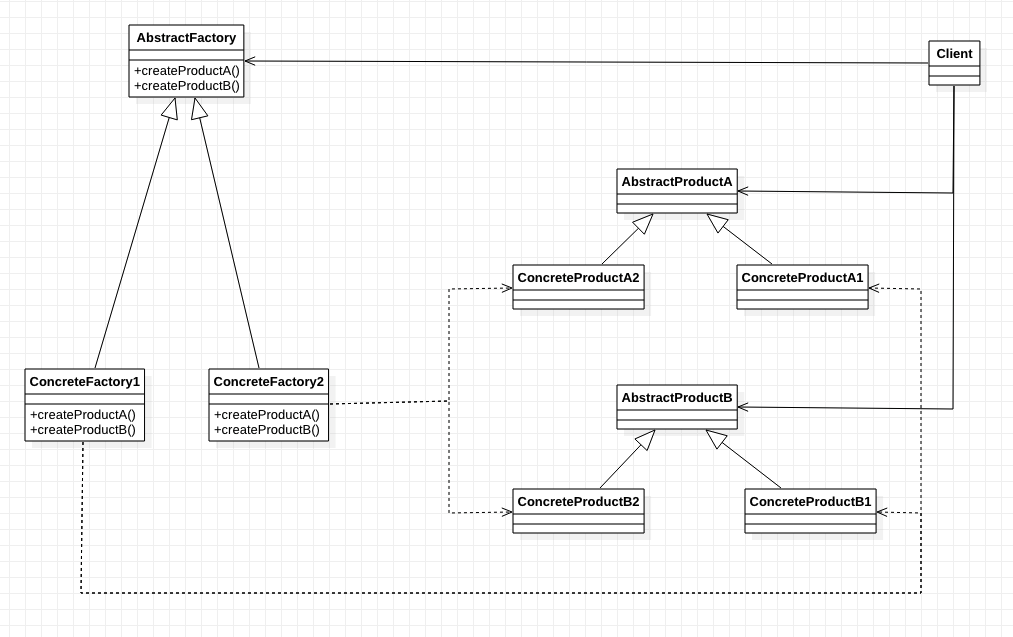 AbstractFactory
+createProductA()
+createProductB()
Client
AbstractProductA
ConcreteProductA2
ConcreteProductA1
ConcreteFactory1
+createProductA()
+createProductB()
ConcreteFactory2
+createProductA()
+createProductB()
AbstractProductB
ConcreteProductB2
ConcreteProductB1